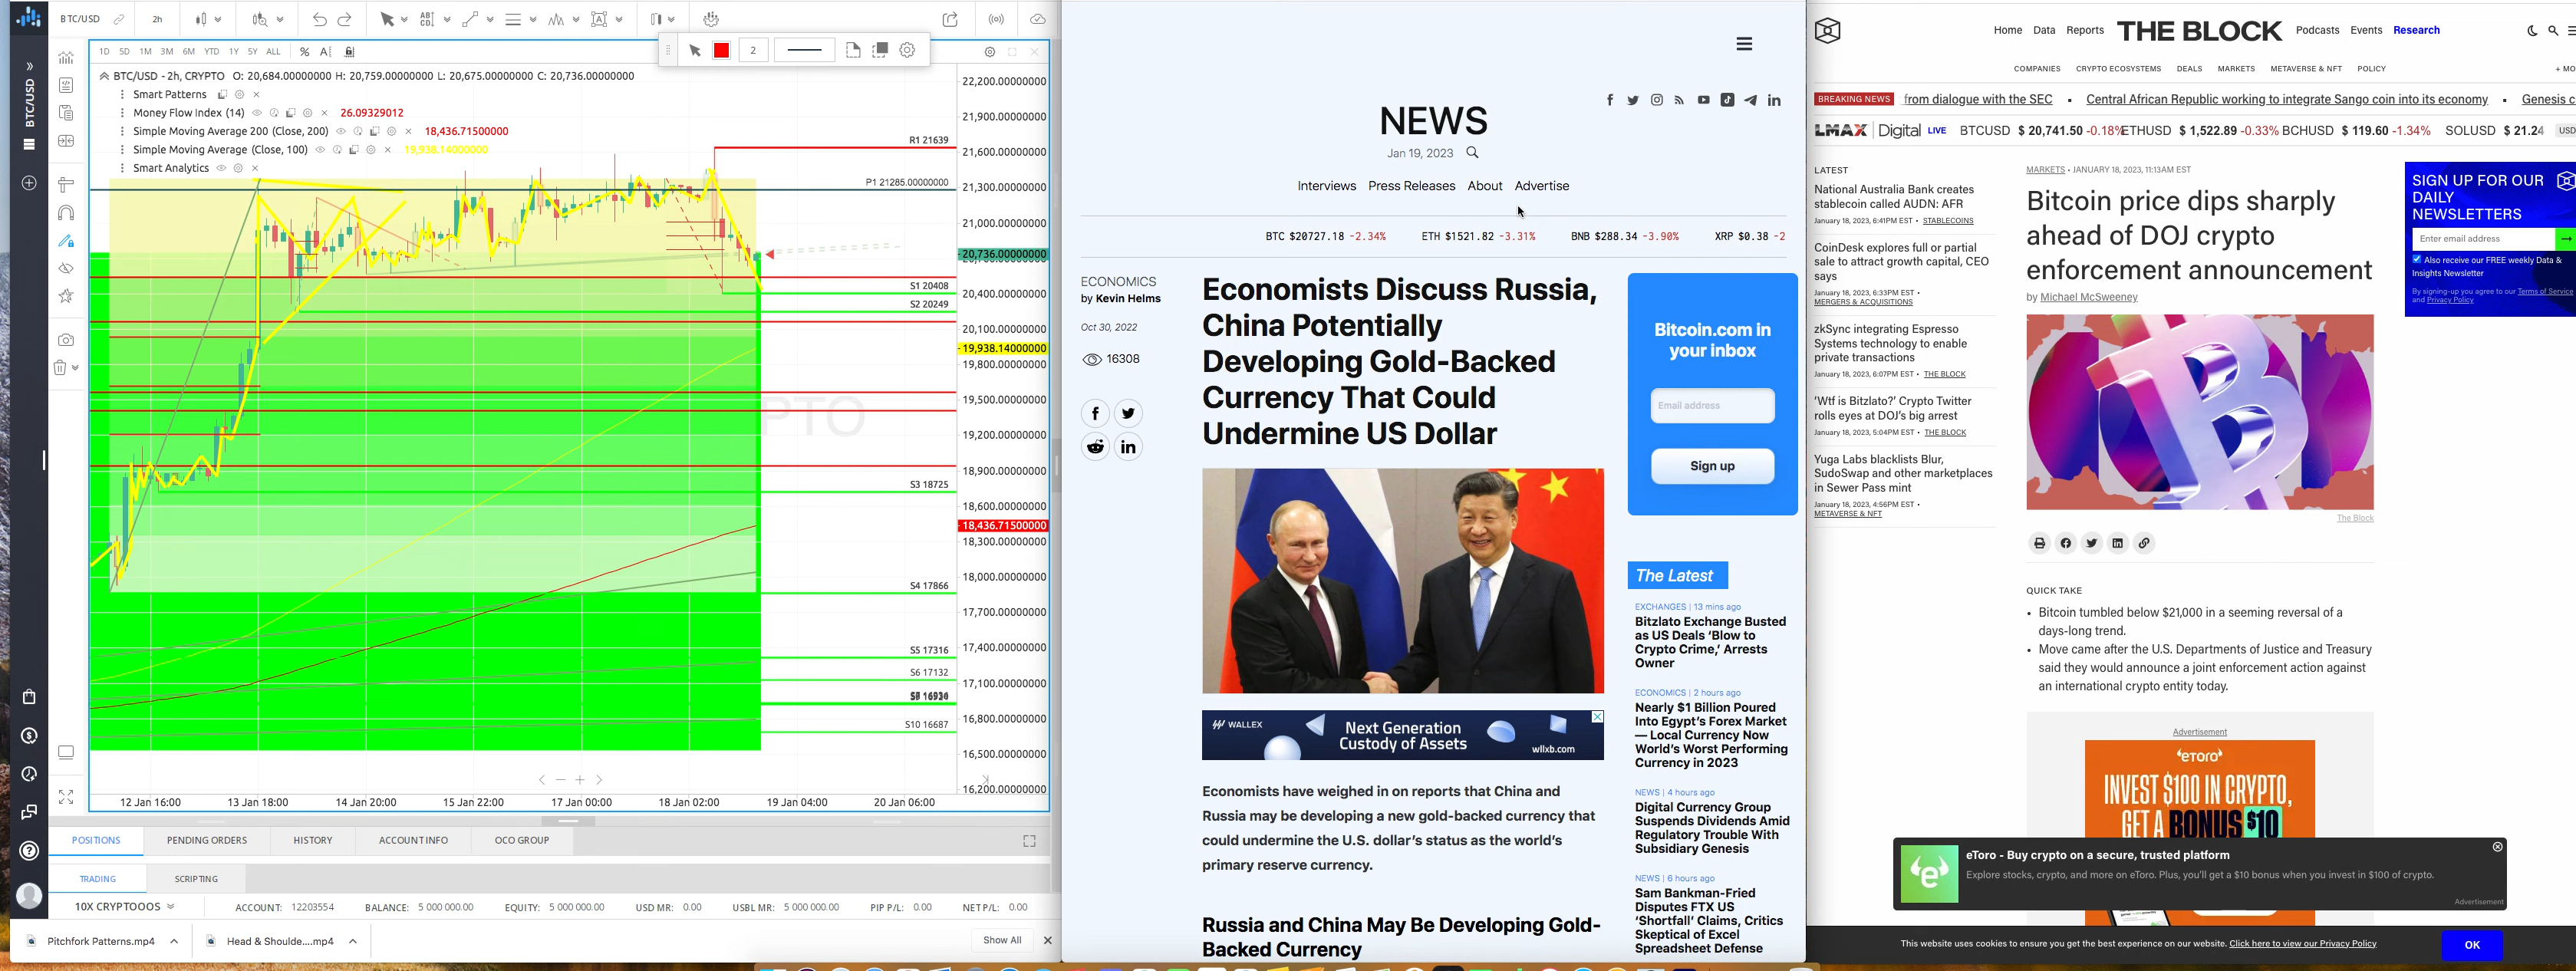 BTC/USD
2h
1D 5D 1M 3M 6M YTD 1Y 5Y ALL
2
BTC/USD - 2h, CRYPTO O: 20,684.00000000 H: 20,759.00000000 L: 20,675.00000000 C: 20,736.00000000
Smart Patterns
Money Flow Index (14) 26.09329012
Simple Moving Average 200 (Close, 200) 18,436.71500000
Simple Moving Average (Close, 100) 19,938.14000000
Smart Analytics
BTC/USD
R1 21639
P1 21285.00000000
S1 20408
S2 20249
S3 18725
S4 17866
S5 17316
S6 17132
S10 16687
PTO
22,200.00000000
21,900.00000000
21,600.00000000
21,300.00000000
21,000.00000000
20,736.00000000
20,400.00000000
20,100.00000000
19,938.14000000
19,800.00000000
19,500.00000000
19,200.00000000
18,900.00000000
18,600.00000000
18,436.71500000
18,300.00000000
18,000.00000000
17,700.00000000
17,400.00000000
17,100.00000000
16,800.00000000
16,500.00000000
16,200.00000000
12 Jan 16:00 13 Jan 18:00 14 Jan 20:00 15 Jan 22:00 17 Jan 00:00 18 Jan 02:00 19 Jan 04:00 20 Jan 06:00
POSITIONS PENDING ORDERS HISTORY ACCOUNT INFO OCO GROUP
TRADING SCRIPTING
10X CRYPTOOOS ACCOUNT: 12203554 BALANCE: 5 000 000.00 EQUITY: 5 000 000.00 USD MR: 0.00 USBL MR: 5 000 000.00 PIP P/L: 0.00 NET P/L: 0.00
Pitchfork Patterns.mp4 Head & Shoulde....mp4 Show All
NEWS
Jan 19, 2023
Interviews Press Releases About Advertise
BTC $20727.18 -2.34% ETH $1521.82 -3.31% BNB $288.34 -3.90% XRP $0.38 -2
ECONOMICS
by Kevin Helms
Oct 30, 2022
16308
Economists Discuss Russia,
China Potentially
Developing Gold-Backed
Currency That Could
Undermine US Dollar
WALLEX
Next Generation
Custody of Assets
wllxb.com
Economists have weighed in on reports that China and
Russia may be developing a new gold-backed currency that
could undermine the U.S. dollar's status as the world's
primary reserve currency.
Russia and China May Be Developing Gold-
Backed Currency
Bitcoin.com in
your inbox
Email address
Sign up
The Latest
EXCHANGES | 13 mins ago
Bitzlato Exchange Busted
as US Deals 'Blow to
Crypto Crime,' Arrests
Owner
ECONOMICS | 2 hours ago
Nearly $1 Billion Poured
Into Egypt's Forex Market
— Local Currency Now
World's Worst Performing
Currency in 2023
NEWS | 4 hours ago
Digital Currency Group
Suspends Dividends Amid
Regulatory Trouble With
Subsidiary Genesis
NEWS | 6 hours ago
Sam Bankman-Fried
Disputes FTX US
'Shortfall' Claims, Critics
Skeptical of Excel
Spreadsheet Defense
Home Data Reports THE BLOCK Podcasts Events Research
COMPANIES CRYPTO ECOSYSTEMS DEALS MARKETS METAVERSE & NFT POLICY + MO
BREAKING NEWS from dialogue with the SEC • Central African Republic working to integrate Sango coin into its economy • Genesis c
LMAX Digital LIVE BTCUSD $ 20,741.50 -0.18% ETHUSD $ 1,522.89 -0.33% BCHUSD $ 119.60 -1.34% SOLUSD $ 21.24 USD
LATEST
National Australia Bank creates
stablecoin called AUDN: AFR
January 18, 2023, 6:41PM EST • STABLECOINS
CoinDesk explores full or partial
sale to attract growth capital, CEO
says
January 18, 2023, 6:33PM EST •
MERGERS & ACQUISITIONS
zkSync integrating Espresso
Systems technology to enable
private transactions
January 18, 2023, 6:07PM EST • THE BLOCK
'Wtf is Bitzlato?' Crypto Twitter
rolls eyes at DOJ's big arrest
January 18, 2023, 5:04PM EST • THE BLOCK
Yuga Labs blacklists Blur,
SudoSwap and other marketplaces
in Sewer Pass mint
January 18, 2023, 4:56PM EST •
METAVERSE & NFT
MARKETS • JANUARY 18, 2023, 11:13AM EST
Bitcoin price dips sharply
ahead of DOJ crypto
enforcement announcement
by Michael McSweeney
The Block
QUICK TAKE
• Bitcoin tumbled below $21,000 in a seeming reversal of a
days-long trend.
• Move came after the U.S. Departments of Justice and Treasury
said they would announce a joint enforcement action against
an international crypto entity today.
Advertisement
eToro
INVEST $100 IN CRYPTO,
GET A BONUS $10
SIGN UP FOR OUR
DAILY
NEWSLETTERS
Enter email address
Also receive our FREE weekly Data &
Insights Newsletter
By signing-up you agree to our Terms of Service
and Privacy Policy
eToro - Buy crypto on a secure, trusted platform
Explore stocks, crypto, and more on eToro. Plus, you'll get a $10 bonus when you invest in $100 of crypto.
Advertisement
This website uses cookies to ensure you get the best experience on our website. Click here to view our Privacy Policy
OK